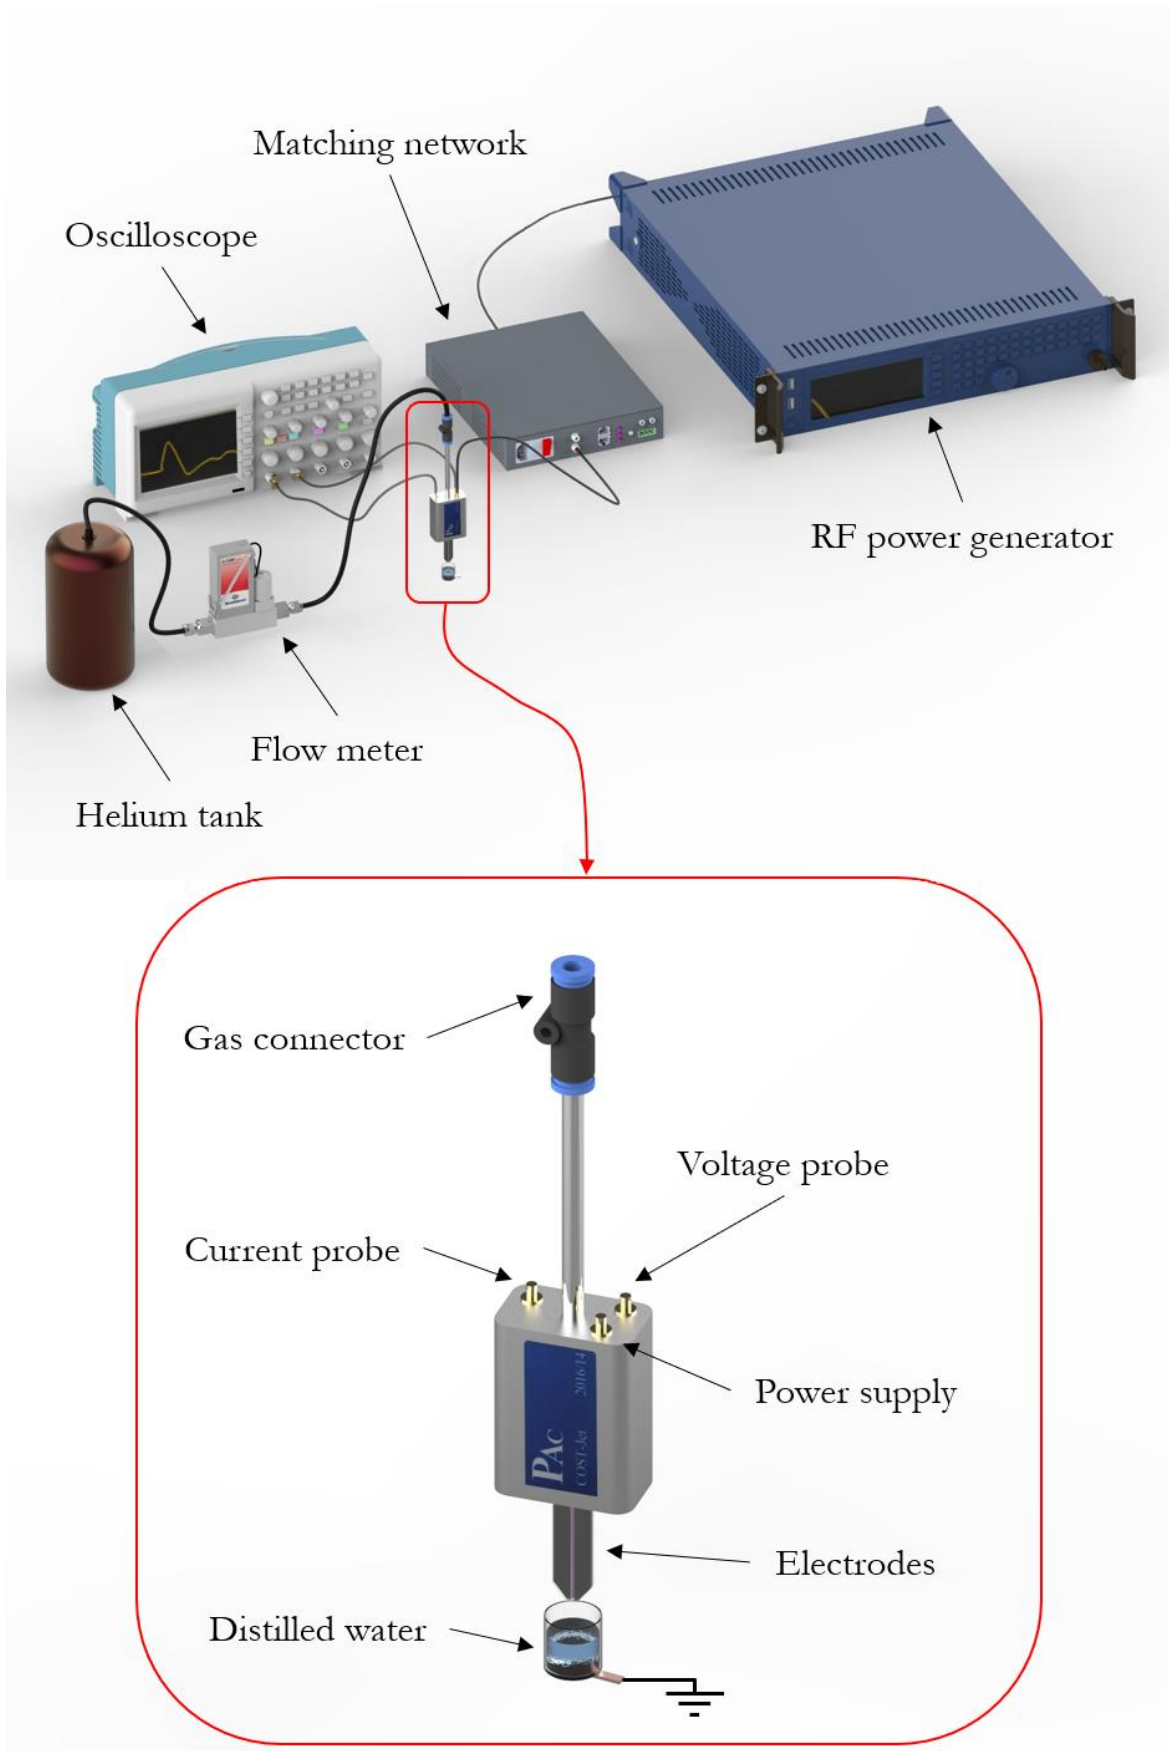 Matching network
Oscilloscope
RF power generator
Flow meter
Helium tank
Gas connector
Voltage probe
Current probe
Power supply
PAC
COST-Jet 2016/14
Electrodes
Distilled water